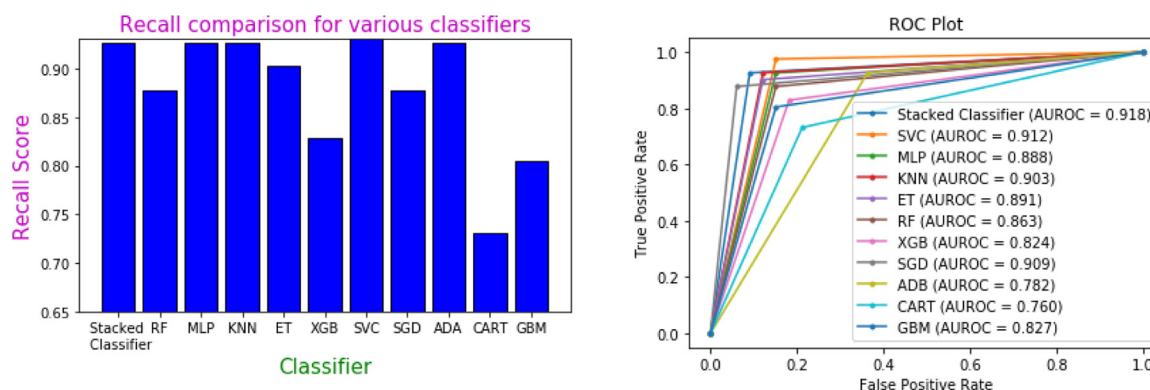 Recall comparison for various classifiers
Recall Score
0.90
0.85
0.80
0.75
0.70
0.65
Stacked Classifier
RF
MLP
KNN
ET
XGB
SVC
SGD
ADA
CART
GBM
Classifier
ROC Plot
True Positive Rate
1.0
0.8
0.6
0.4
0.2
0.0
Stacked Classifier (AUROC = 0.918)
SVC (AUROC = 0.912)
MLP (AUROC = 0.888)
KNN (AUROC = 0.903)
ET (AUROC = 0.891)
RF (AUROC = 0.863)
XGB (AUROC = 0.824)
SGD (AUROC = 0.909)
ADB (AUROC = 0.782)
CART (AUROC = 0.760)
GBM (AUROC = 0.827)
0.0 0.2 0.4 0.6 0.8 1.0
False Positive Rate